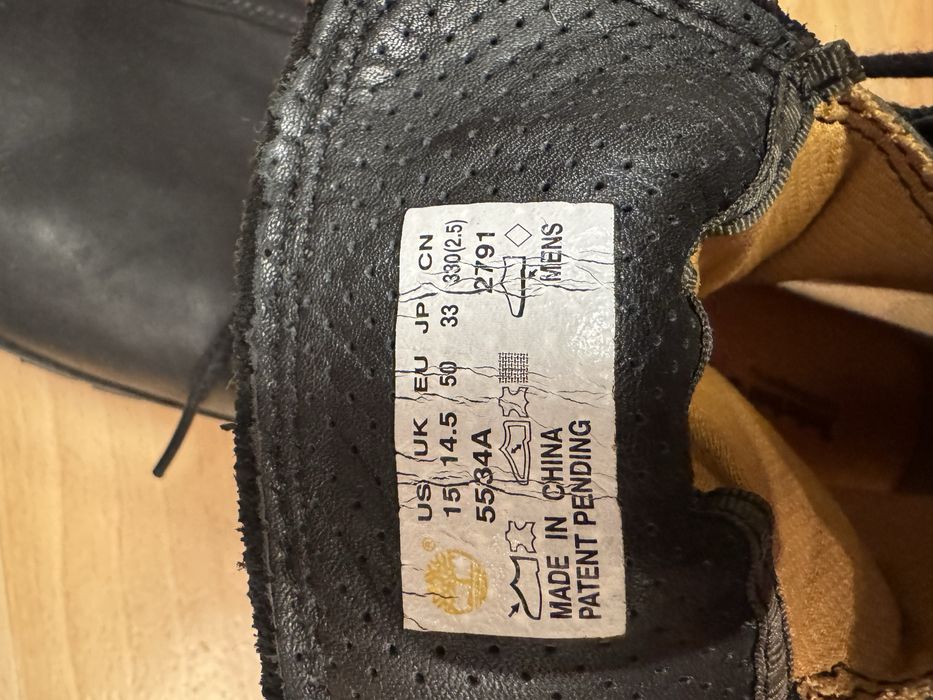 US UK EU JP CN
15 14.5 50 33 330(2.5)
5534A 2791
MENS
MADE IN CHINA
PATENT PENDING
®